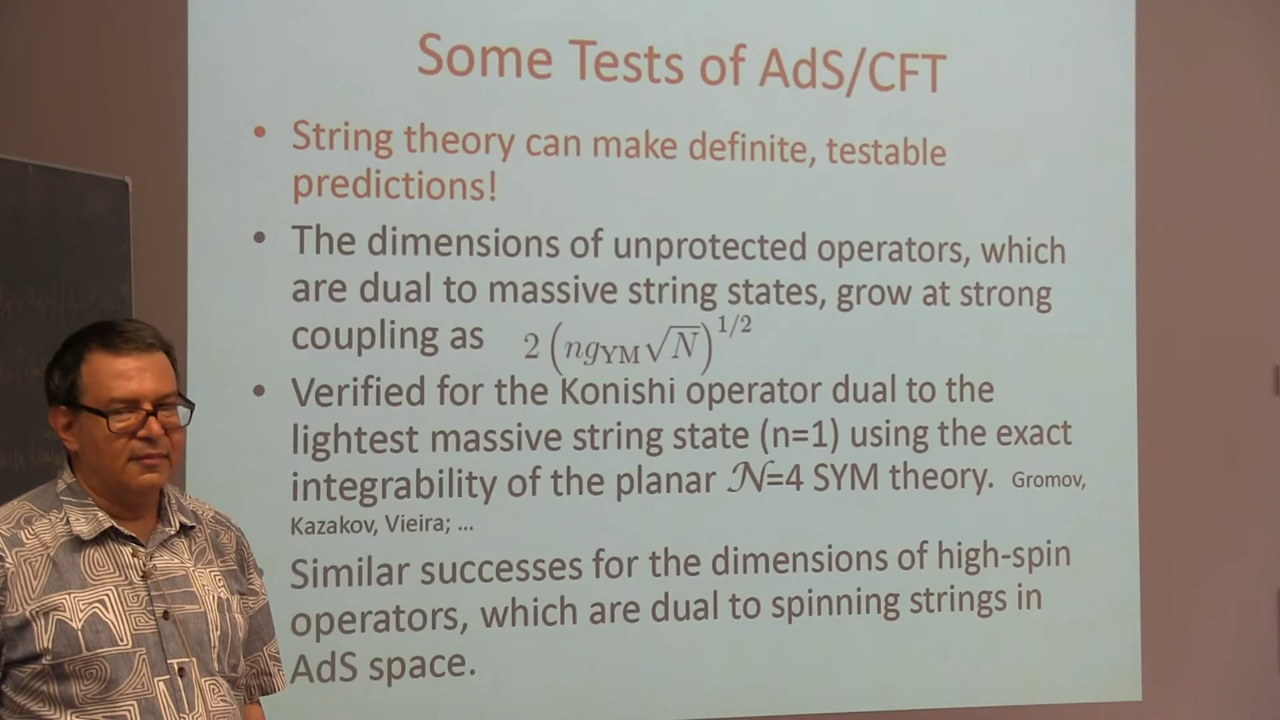 Some Tests of AdS/CFT
• String theory can make definite, testable
predictions!
• The dimensions of unprotected operators, which
are dual to massive string states, grow at strong
coupling as 2 (ng_YM √N)^1/2
• Verified for the Konishi operator dual to the
lightest massive string state (n=1) using the exact
integrability of the planar 𝒩=4 SYM theory. Gromov,
Kazakov, Vieira; ...
Similar successes for the dimensions of high-spin
operators, which are dual to spinning strings in
AdS space.